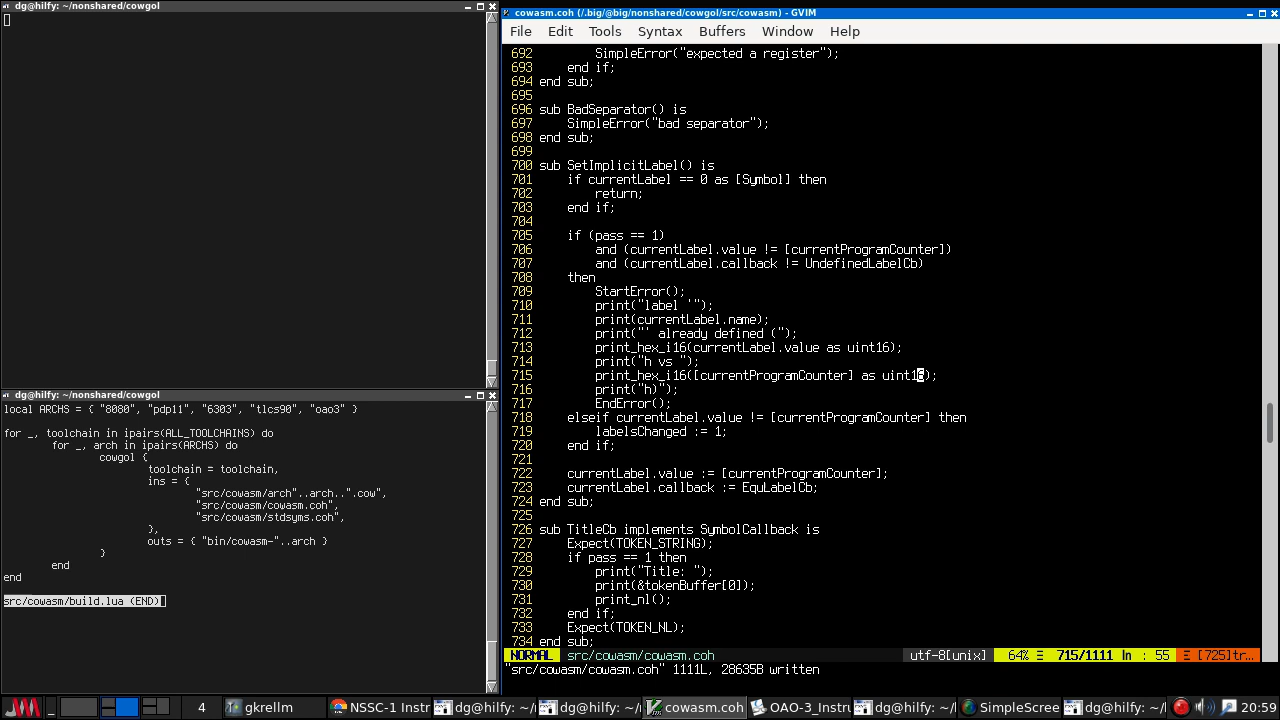 dg@hilfy: ~/nonshared/cowgol
dg@hilfy: ~/nonshared/cowgol
local ARCHS = { "8080", "pdp11", "6303", "tlcs90", "oao3" }
for _, toolchain in ipairs(ALL_TOOLCHAINS) do
for _, arch in ipairs(ARCHS) do
cowgol {
toolchain = toolchain,
ins = {
"src/cowasm/arch"..arch..".cow",
"src/cowasm/cowasm.coh",
"src/cowasm/stdsyms.coh",
},
outs = { "bin/cowasm-"..arch }
}
end
end
src/cowasm/build.lua (END)
cowasm.coh (/.big/@big/nonshared/cowgol/src/cowasm) - GVIM
File Edit Tools Syntax Buffers Window Help
692 SimpleError("expected a register");
693 end if;
694 end sub;
695
696 sub BadSeparator() is
697 SimpleError("bad separator");
698 end sub;
699
700 sub SetImplicitLabel() is
701 if currentLabel == 0 as [Symbol] then
702 return;
703 end if;
704
705 if (pass == 1)
706 and (currentLabel.value != [currentProgramCounter])
707 and (currentLabel.callback != UndefinedLabelCb)
708 then
709 StartError();
710 print("label '");
711 print(currentLabel.name);
712 print("' already defined (");
713 print_hex_i16(currentLabel.value as uint16);
714 print("h vs ");
715 print_hex_i16([currentProgramCounter] as uint16);
716 print("h)");
717 EndError();
718 elseif currentLabel.value != [currentProgramCounter] then
719 labelsChanged := 1;
720 end if;
721
722 currentLabel.value := [currentProgramCounter];
723 currentLabel.callback := EquLabelCb;
724 end sub;
725
726 sub TitleCb implements SymbolCallback is
727 Expect(TOKEN_STRING);
728 if pass == 1 then
729 print("Title: ");
730 print(&tokenBuffer[0]);
731 print_nl();
732 end if;
733 Expect(TOKEN_NL);
734 end sub;
NORMAL src/cowasm/cowasm.coh utf-8[unix] 64% Ξ 715/1111 ln : 55 Ξ [725]tr…
"src/cowasm/cowasm.coh" 1111L, 28635B written
4 gkrellm NSSC-1 Instr dg@hilfy: ~/ dg@hilfy: ~/ cowasm.coh OAO-3_Instru dg@hilfy: ~/ SimpleScree dg@hilfy: ~/ 20:59